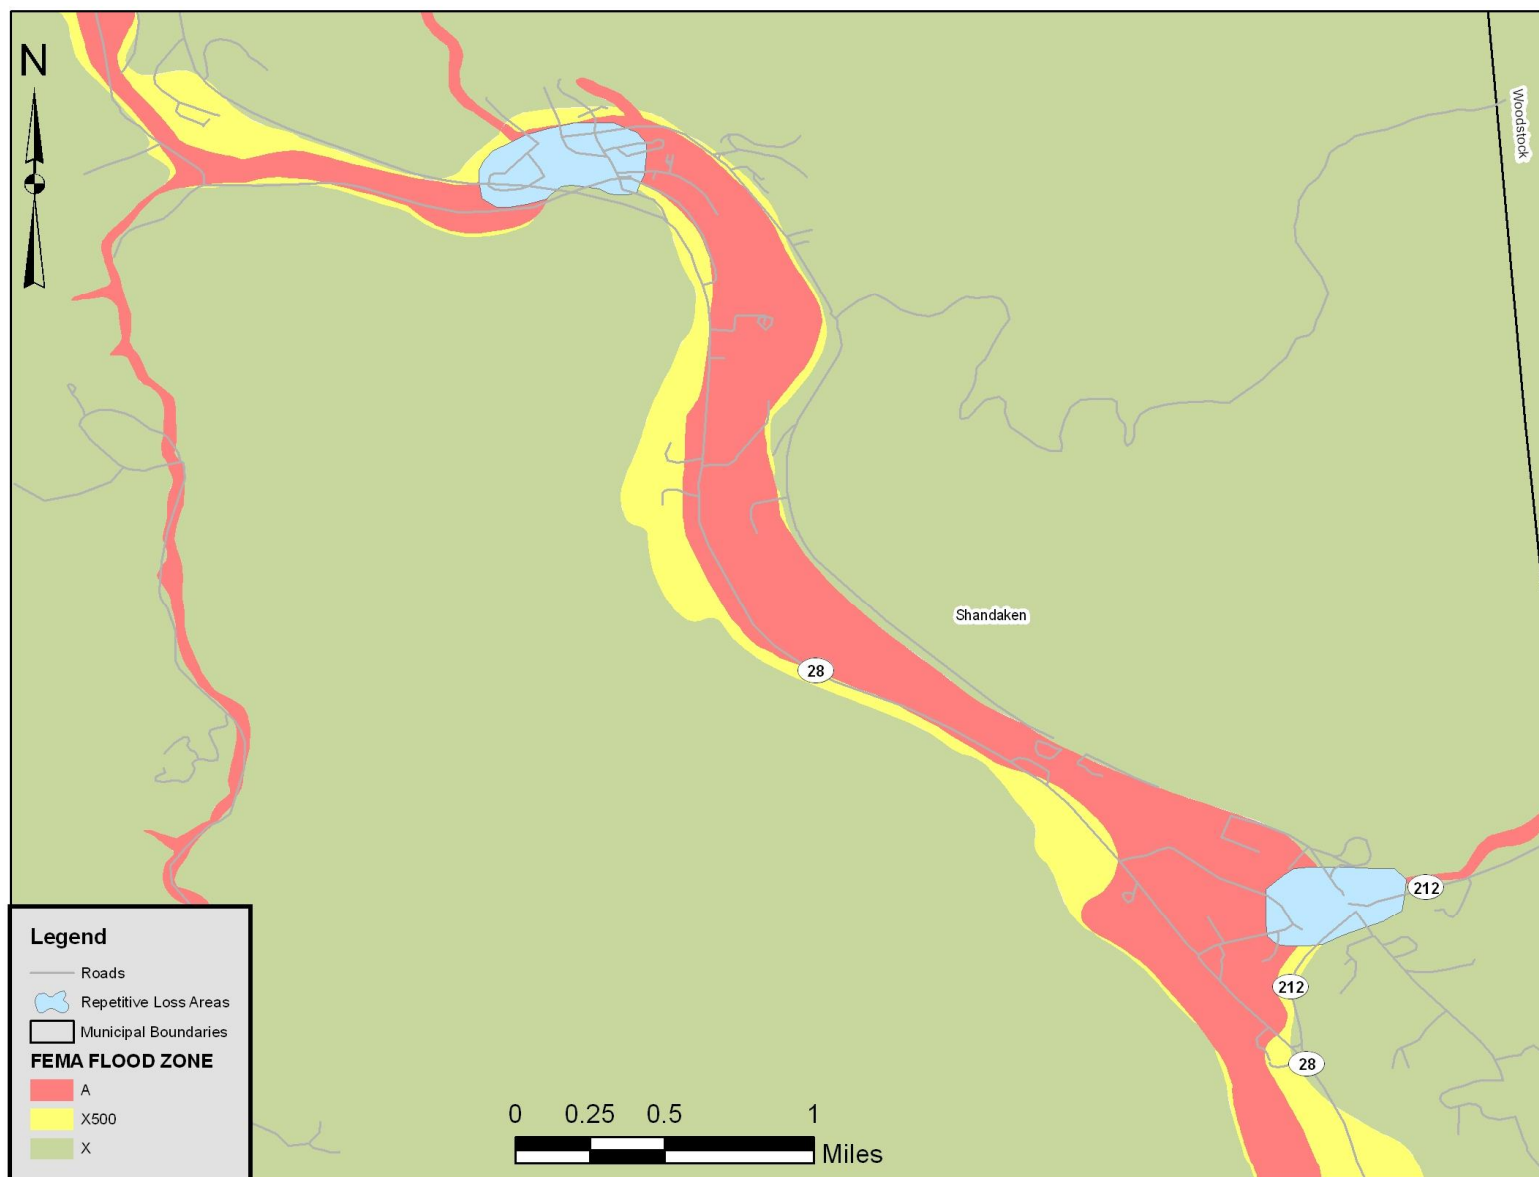 N
Woodstock
Shandaken
28
212
212
28
Legend
Roads
Repetitive Loss Areas
Municipal Boundaries
FEMA FLOOD ZONE
A
X500
X
0 0.25 0.5 1
Miles